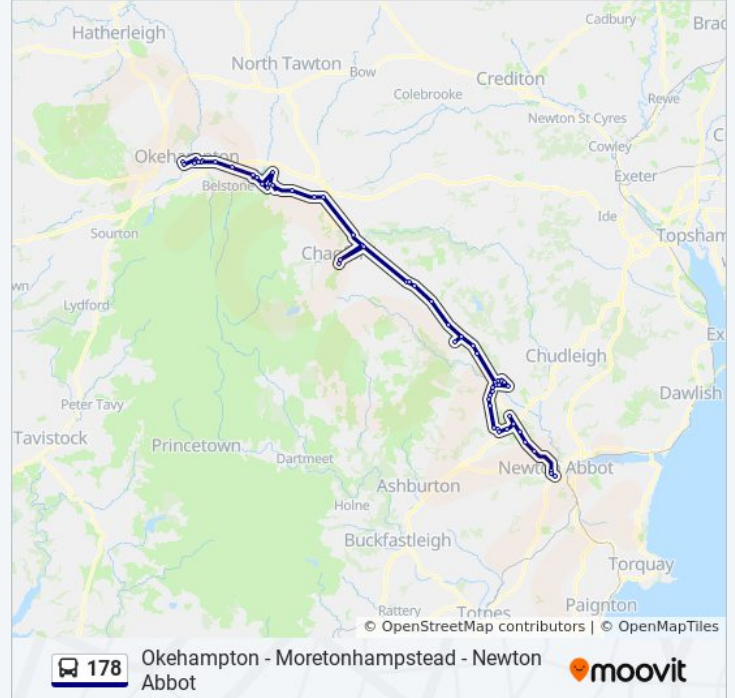 Hatherleigh
Cadbury
North Tawton
Bow
Crediton
Colebrooke
Rewe
Newton St Cyres
Cowley
Okehampton
Exeter
Belstone
Ide
Sourton
Topsham
Lydford
Chudleigh
Dawlish
Peter Tavy
Tavistock
Princetown
Dartmeet
Newton Abbot
Ashburton
Holne
Buckfastleigh
Torquay
Paignton
Rattery
Totnes
© OpenStreetMap contributors | © OpenMapTiles
178
Okehampton - Moretonhampstead - Newton
Abbot
moovit